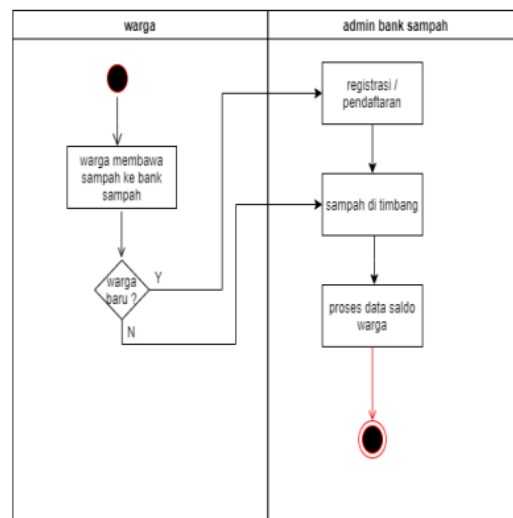 warga
admin bank sampah
registrasi /
pendaftaran
warga membawa
sampah ke bank
sampah
sampah di timbang
warga
baru ?
Y
N
proses data saldo
warga